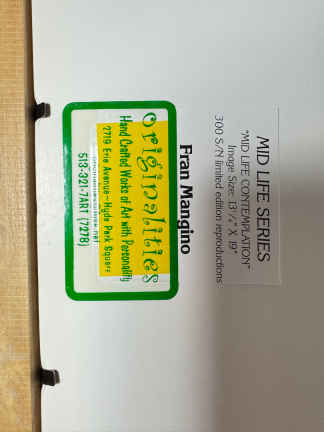 MID LIFE SERIES
"MID LIFE CONTEMPLATION"
Image Size: 13 1/4" X 19"
300 S/N limited edition reproductions
Fran Mangino
Originalities
Hand Crafted Works of Art with Personality
2719 Erie Avenue~Hyde Park Square
513-321-7ART (7278)